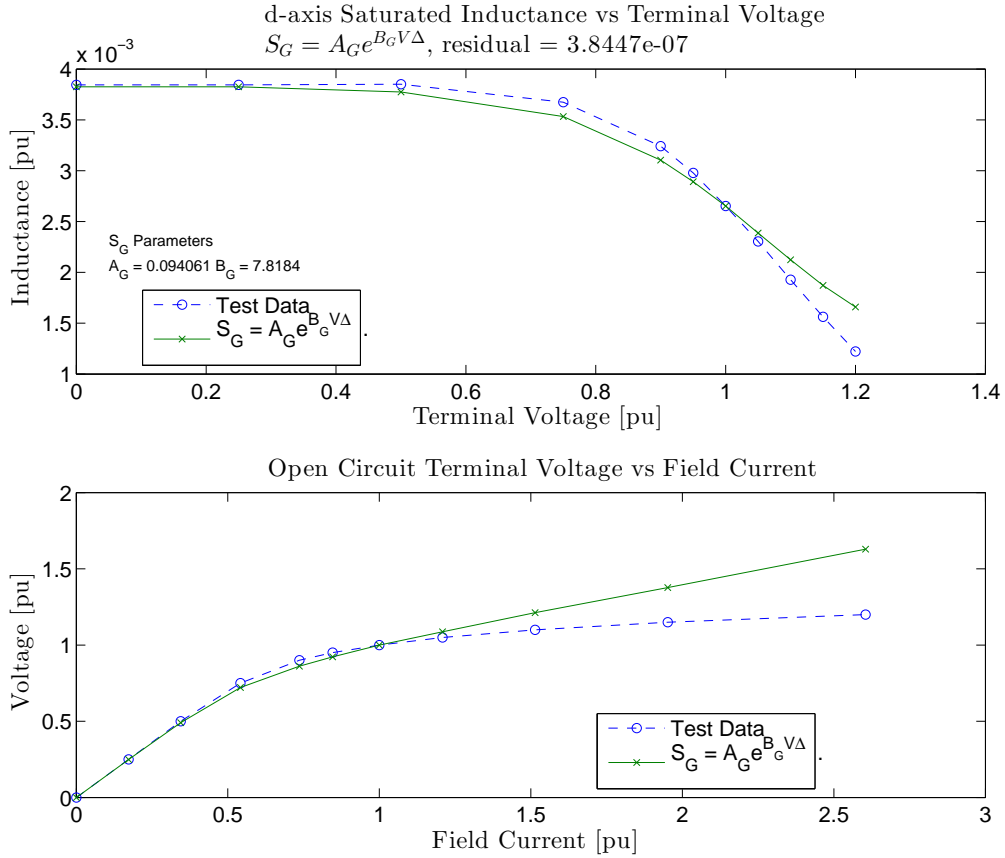 d-axis Saturated Inductance vs Terminal Voltage
S_G = A_G e^{B_G VΔ}, residual = 3.8447e-07
x 10^{-3}
4
3.5
3
2.5
2
1.5
1
Inductance [pu]
S_G Parameters
A_G = 0.094061 B_G = 7.8184
Test Data
S_G = A_G e^{B_G VΔ} .
0 0.2 0.4 0.6 0.8 1 1.2 1.4
Terminal Voltage [pu]
Open Circuit Terminal Voltage vs Field Current
2
1.5
1
0.5
0
Voltage [pu]
Test Data
S_G = A_G e^{B_G VΔ} .
0 0.5 1 1.5 2 2.5 3
Field Current [pu]